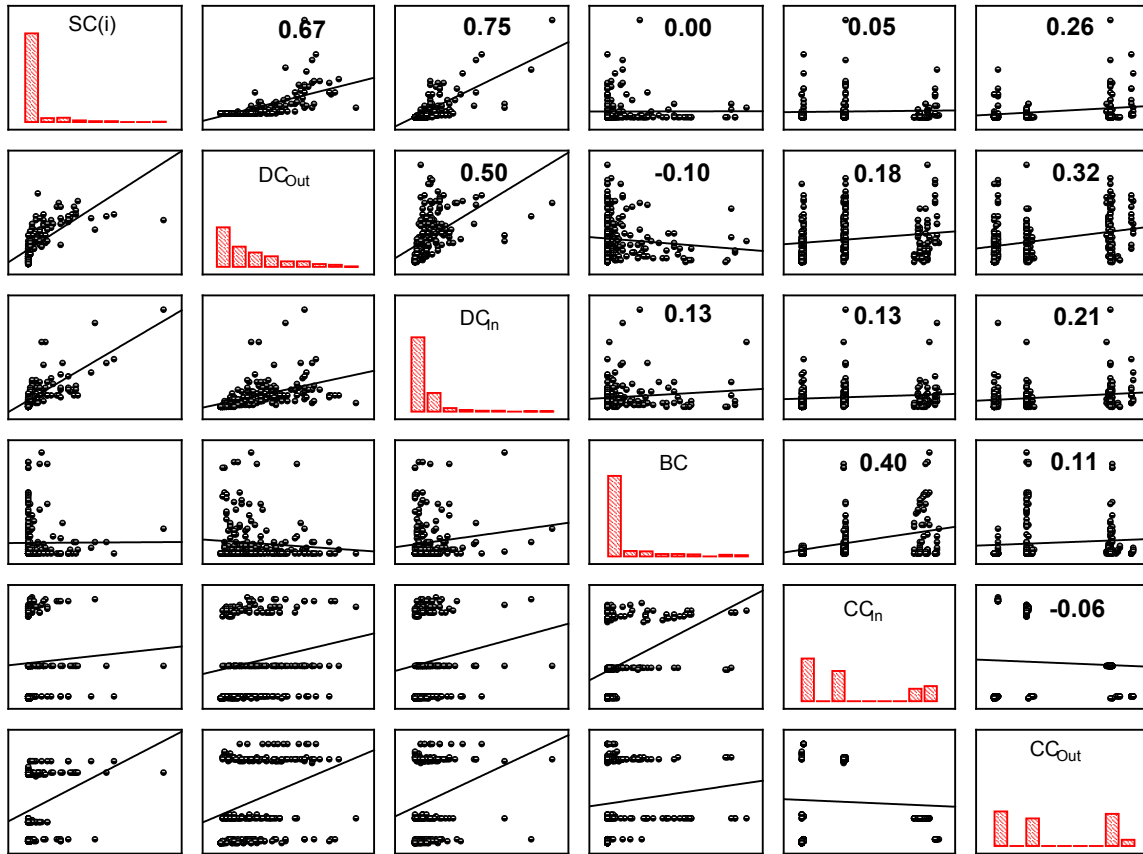 SC(i) 0.67 0.75 0.00 0.05 0.26
DC_Out 0.50 -0.10 0.18 0.32
DC_In 0.13 0.13 0.21
BC 0.40 0.11
CC_In -0.06
CC_Out